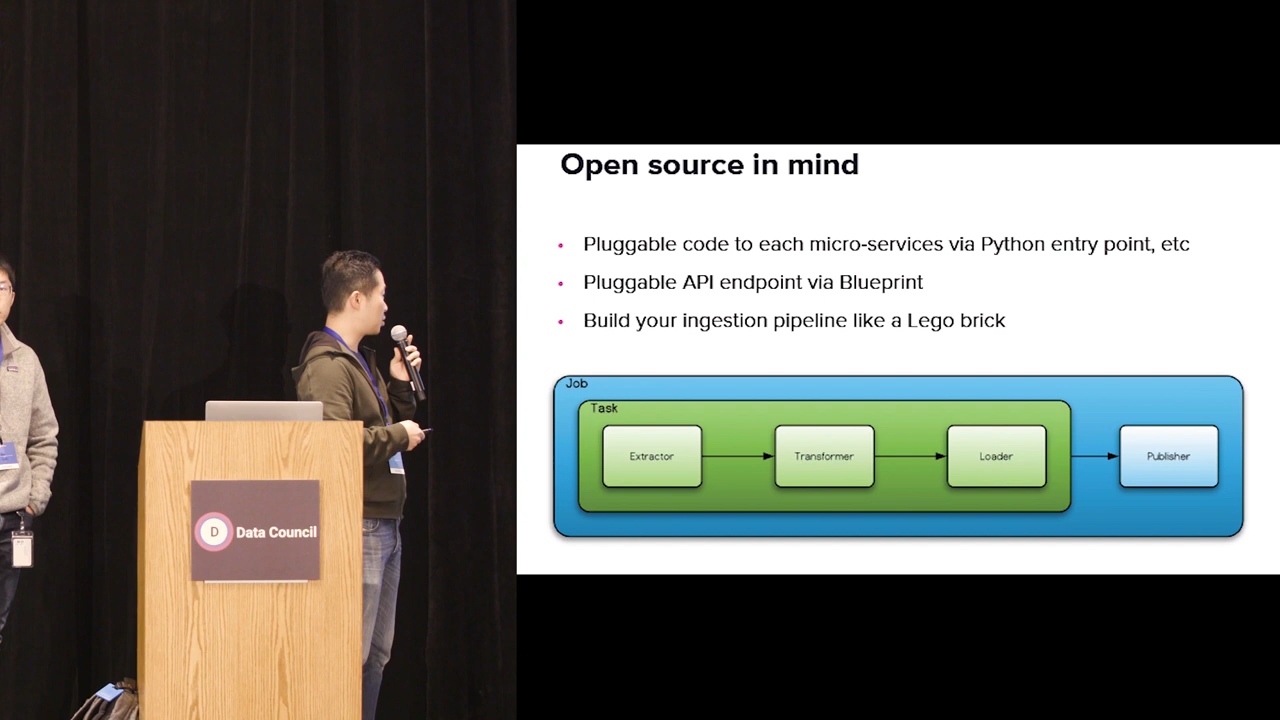 Open source in mind
• Pluggable code to each micro-services via Python entry point, etc
• Pluggable API endpoint via Blueprint
• Build your ingestion pipeline like a Lego brick
Job
Task
Extractor
Transformer
Loader
Publisher
D Data Council